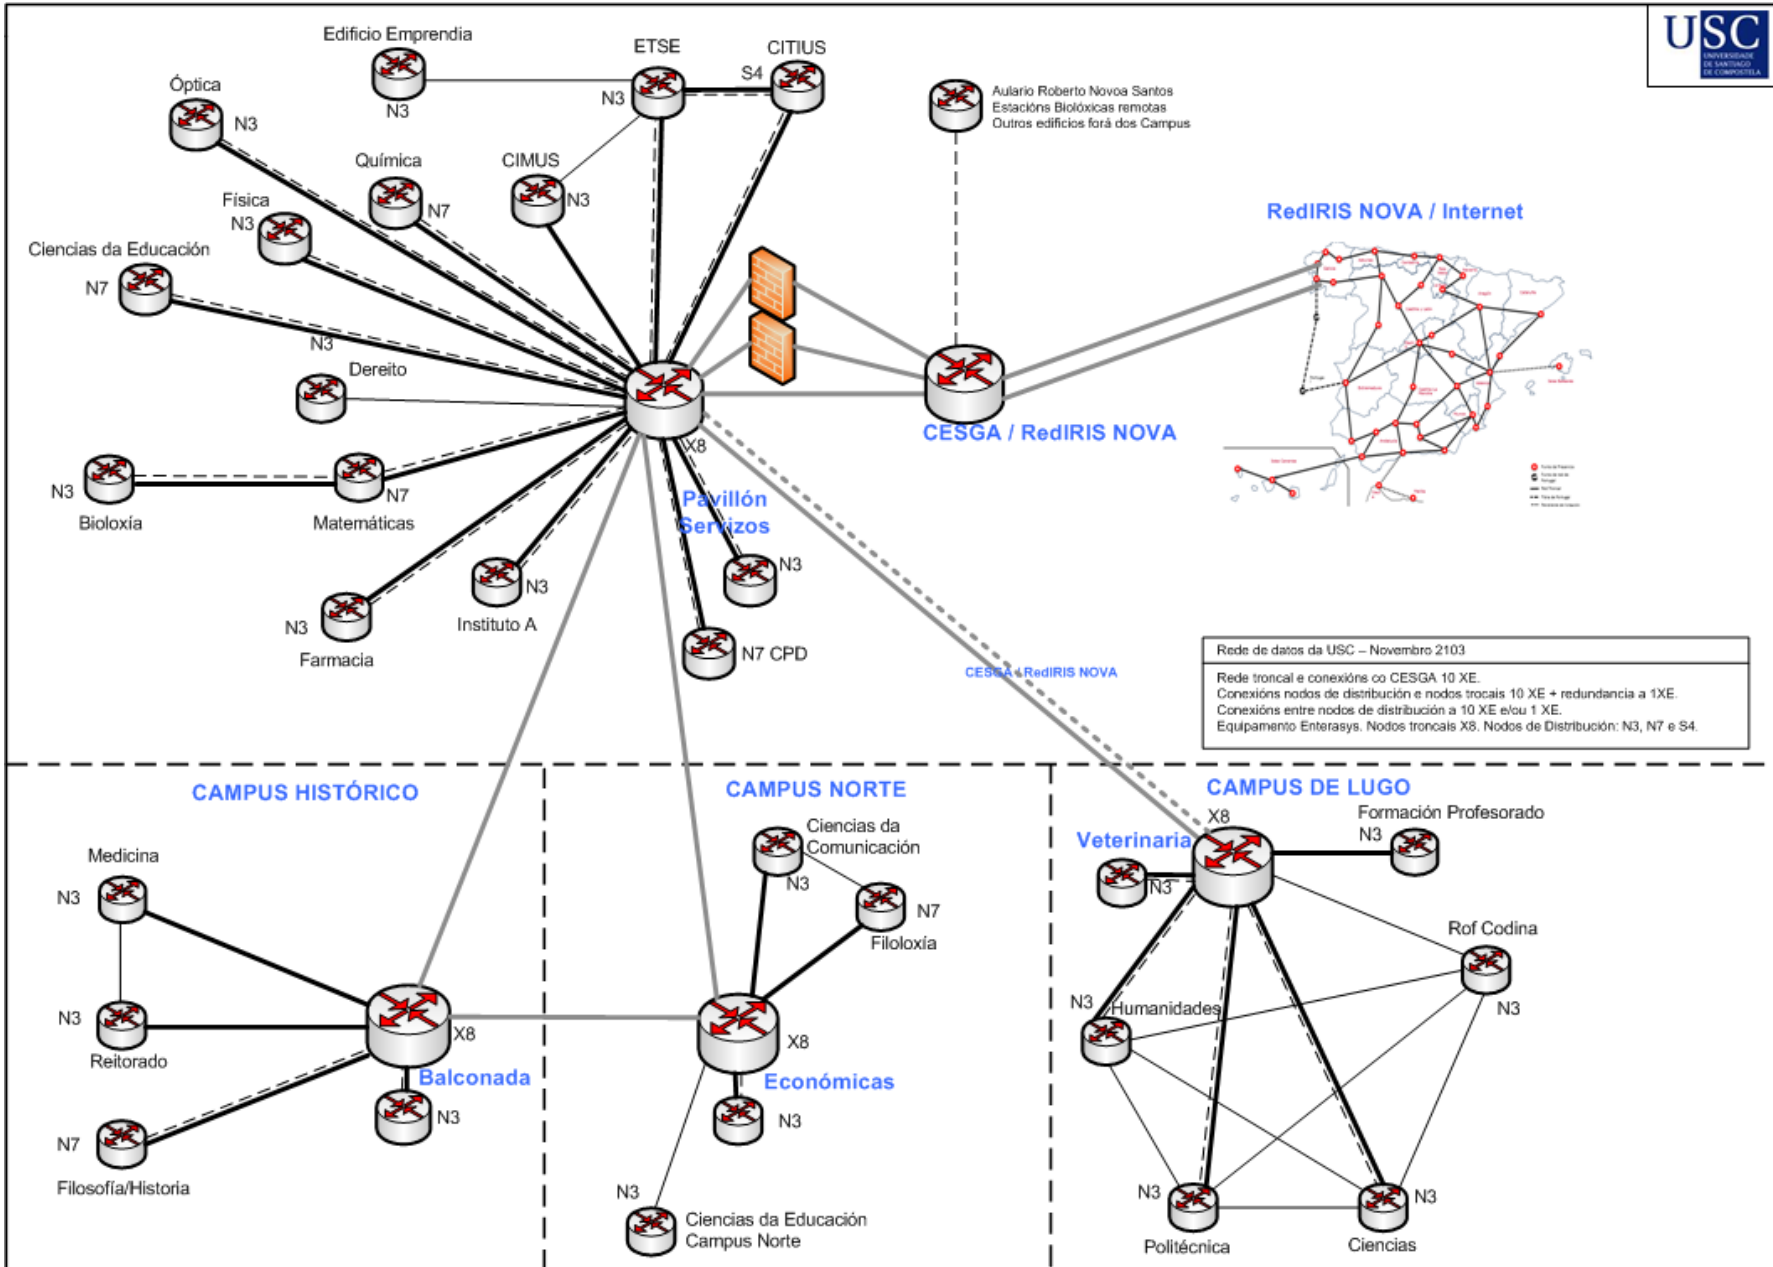 USC
UNIVERSIDADE
DE SANTIAGO
DE COMPOSTELA
Edificio Emprendia
N3
ETSE
N3
S4
CITIUS
Óptica
N3
Aulario Roberto Novoa Santos
Estacións Biolóxicas remotas
Outros edificios forá dos Campus
Química
N7
CIMUS
N3
Física
N3
RedIRIS NOVA / Internet
Ciencias da Educación
N7
N3
Dereito
X8
CESGA / RedIRIS NOVA
Bioloxía
N3
Matemáticas
N7
Pavillón
Servizos
N3
Instituto A
N3
Farmacia
N3
N7 CPD
CESGA / RedIRIS NOVA
Rede de datos da USC – Novembro 2103
Rede troncal e conexións co CESGA 10 XE.
Conexións nodos de distribución e nodos trocais 10 XE + redundancia a 1XE.
Conexións entre nodos de distribución a 10 XE e/ou 1 XE.
Equipamento Enterasys. Nodos troncais X8. Nodos de Distribución: N3, N7 e S4.
CAMPUS HISTÓRICO
Medicina
N3
N3
Reitorado
X8
Balconada
N3
N7
Filosofía/Historia
CAMPUS NORTE
Ciencias da
Comunicación
N3
N7
Filoloxía
X8
Económicas
N3
N3
Ciencias da Educación
Campus Norte
CAMPUS DE LUGO
X8
Formación Profesorado
N3
Veterinaria
N3
Rof Codina
N3
N3
Humanidades
N3
Politécnica
N3
Ciencias